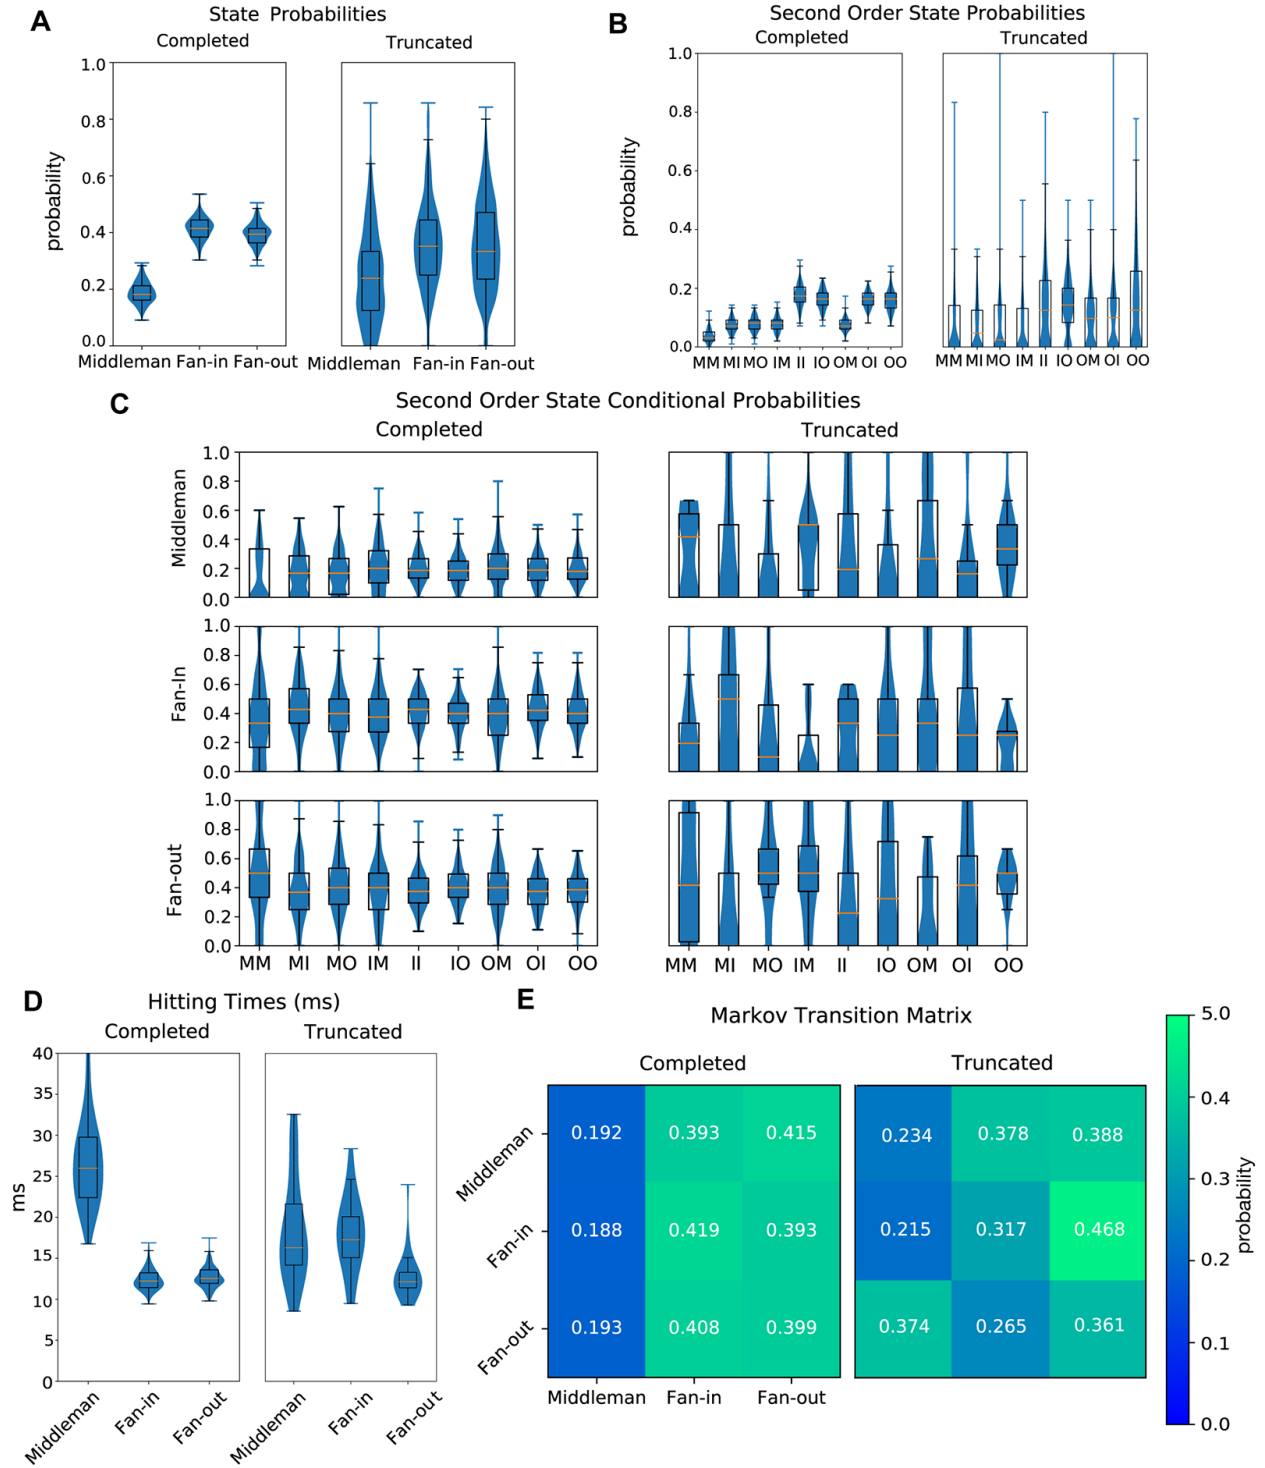 A
State Probabilities
Completed
Truncated
1.0
0.8
0.6
0.4
0.2
0.0
probability
Middleman Fan-in Fan-out
Middleman Fan-in Fan-out
B
Second Order State Probabilities
Completed
Truncated
1.0
0.8
0.6
0.4
0.2
0.0
probability
MM MI MO IM II IO OM OI OO
MM MI MO IM II IO OM OI OO
C
Second Order State Conditional Probabilities
Completed
Truncated
Middleman
1.0
0.8
0.6
0.4
0.2
0.0
Fan-In
1.0
0.8
0.6
0.4
0.2
0.0
Fan-out
1.0
0.8
0.6
0.4
0.2
0.0
MM MI MO IM II IO OM OI OO
MM MI MO IM II IO OM OI OO
D
Hitting Times (ms)
Completed
Truncated
40
35
30
25
20
15
10
5
0
ms
Middleman Fan-in Fan-out
Middleman Fan-in Fan-out
E
Markov Transition Matrix
Completed
Truncated
Middleman
0.192 0.393 0.415
0.234 0.378 0.388
Fan-in
0.188 0.419 0.393
0.215 0.317 0.468
Fan-out
0.193 0.408 0.399
0.374 0.265 0.361
Middleman Fan-in Fan-out
5.0
0.4
0.3
0.2
0.1
0.0
probability